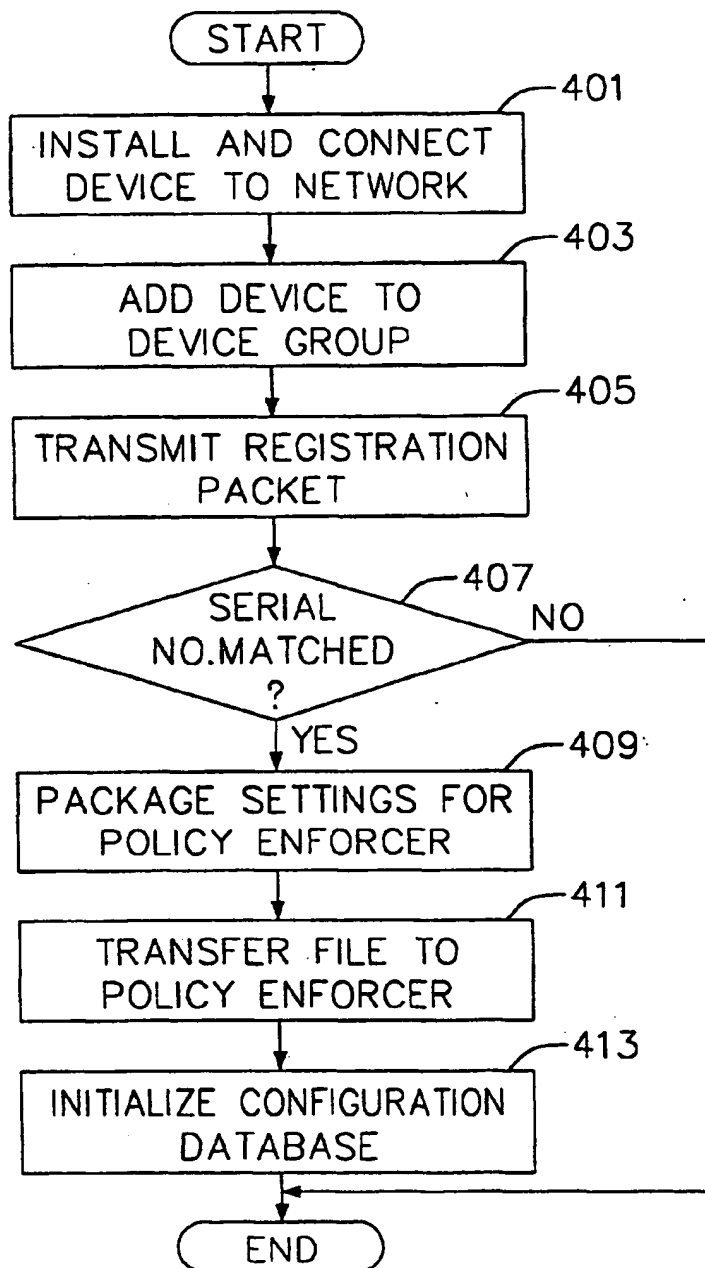 START
401
INSTALL AND CONNECT
DEVICE TO NETWORK
403
ADD DEVICE TO
DEVICE GROUP
405
TRANSMIT REGISTRATION
PACKET
407
SERIAL
NO.MATCHED
?
NO
YES
409
PACKAGE SETTINGS FOR
POLICY ENFORCER
411
TRANSFER FILE TO
POLICY ENFORCER
413
INITIALIZE CONFIGURATION
DATABASE
END